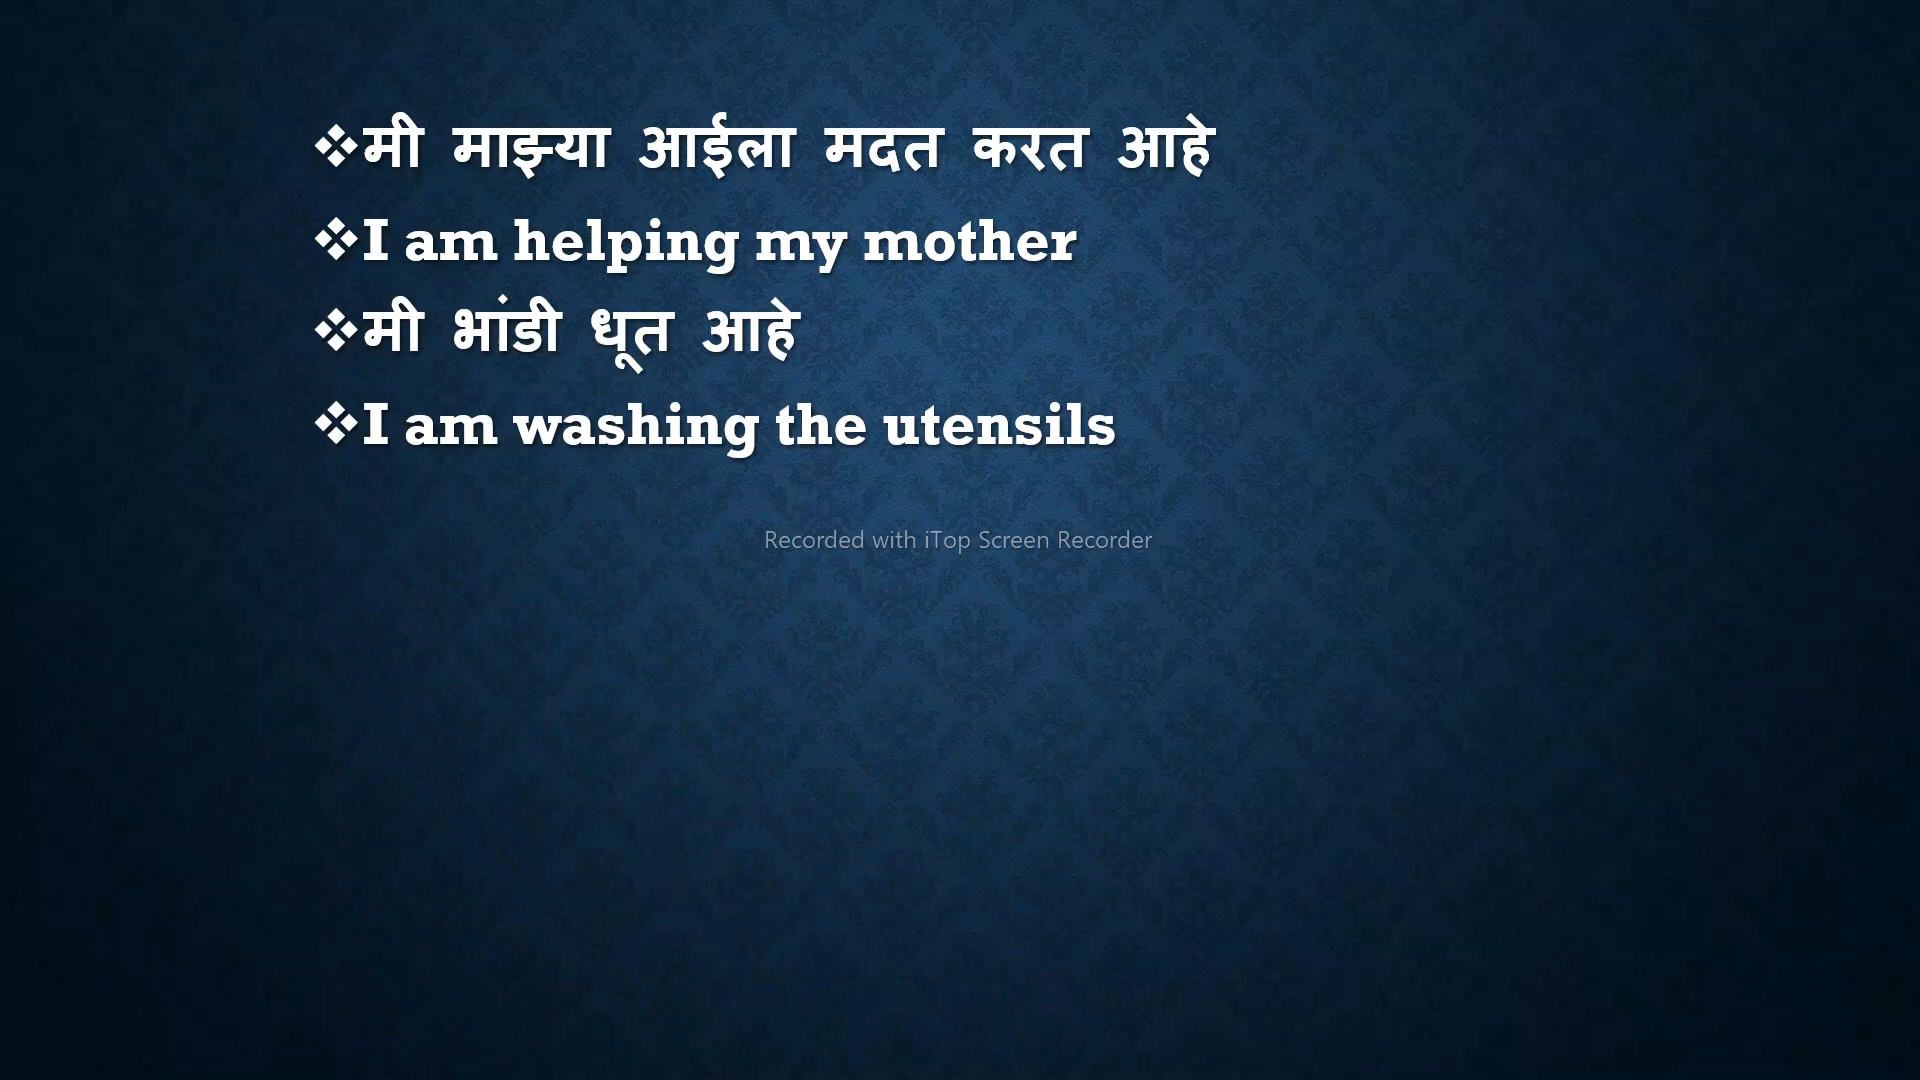 ❖मी माझ्या आईला मदत करत आहे
❖I am helping my mother
❖मी भांडी धूत आहे
❖I am washing the utensils
Recorded with iTop Screen Recorder